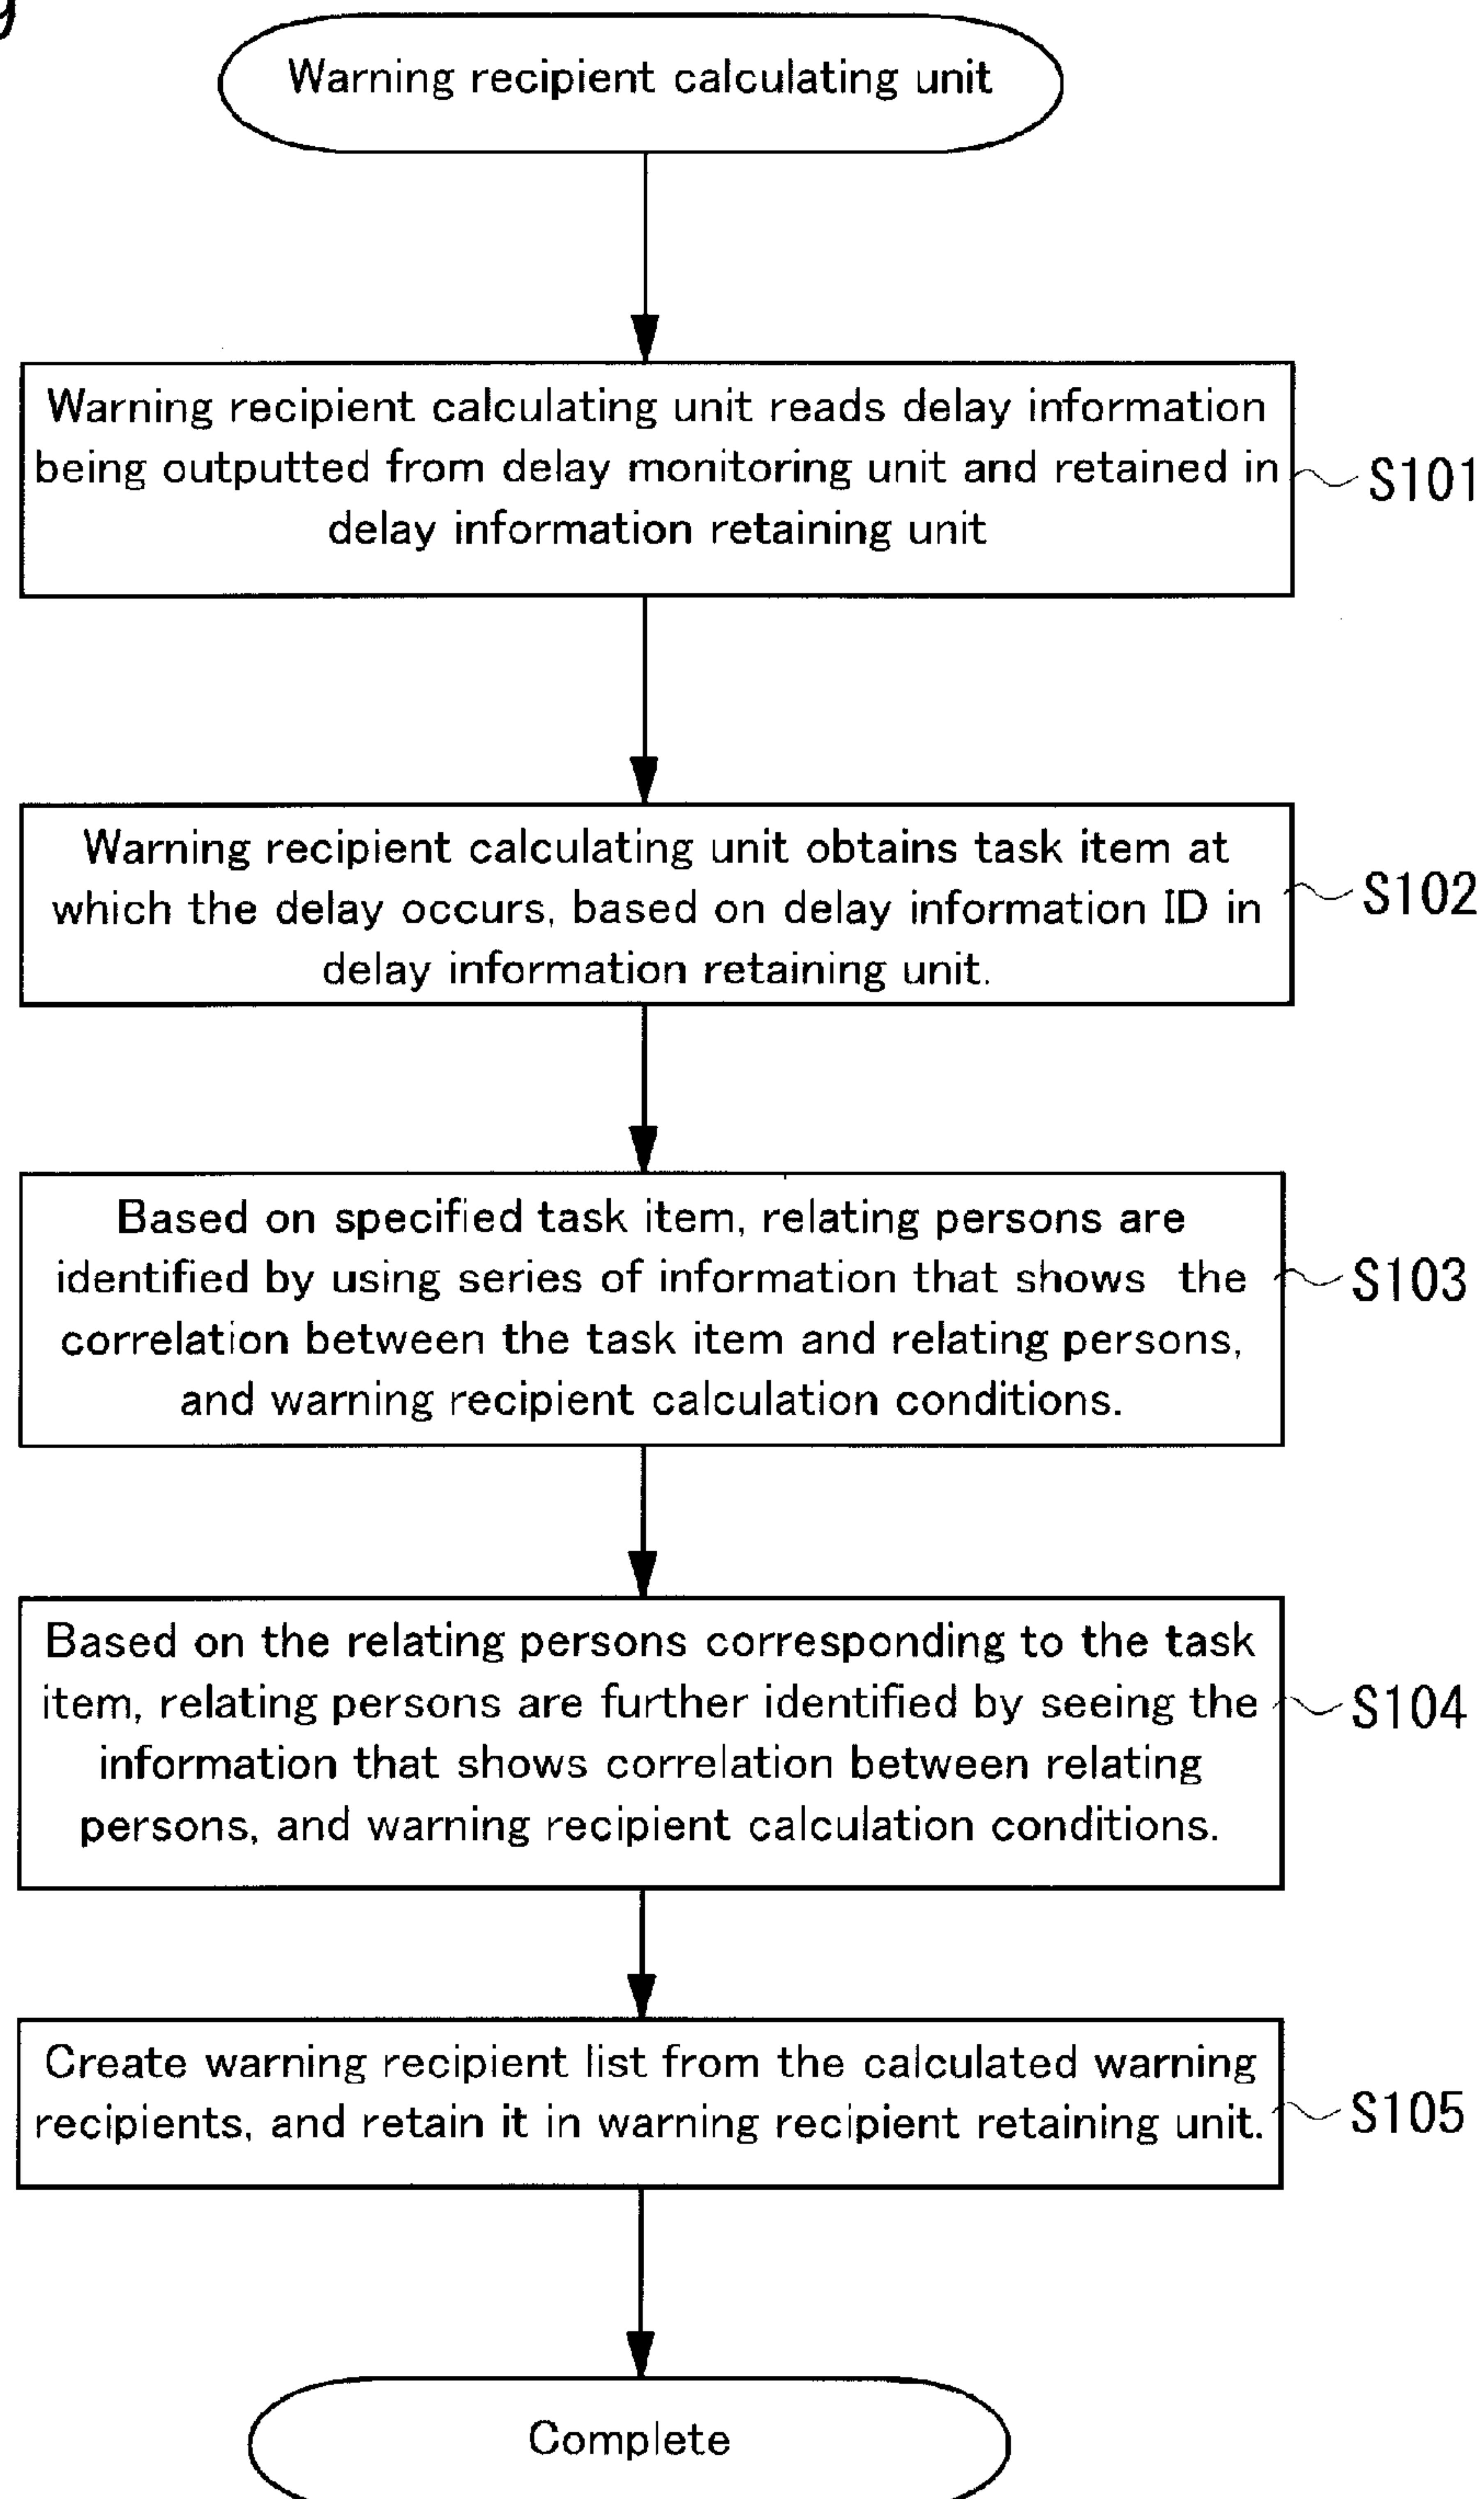 Warning recipient calculating unit
Warning recipient calculating unit reads delay information
being outputted from delay monitoring unit and retained in
delay information retaining unit
S101
Warning recipient calculating unit obtains task item at
which the delay occurs, based on delay information ID in
delay information retaining unit.
S102
Based on specified task item, relating persons are
identified by using series of information that shows the
correlation between the task item and relating persons,
and warning recipient calculation conditions.
S103
Based on the relating persons corresponding to the task
item, relating persons are further identified by seeing the
information that shows correlation between relating
persons, and warning recipient calculation conditions.
S104
Create warning recipient list from the calculated warning
recipients, and retain it in warning recipient retaining unit.
S105
Complete